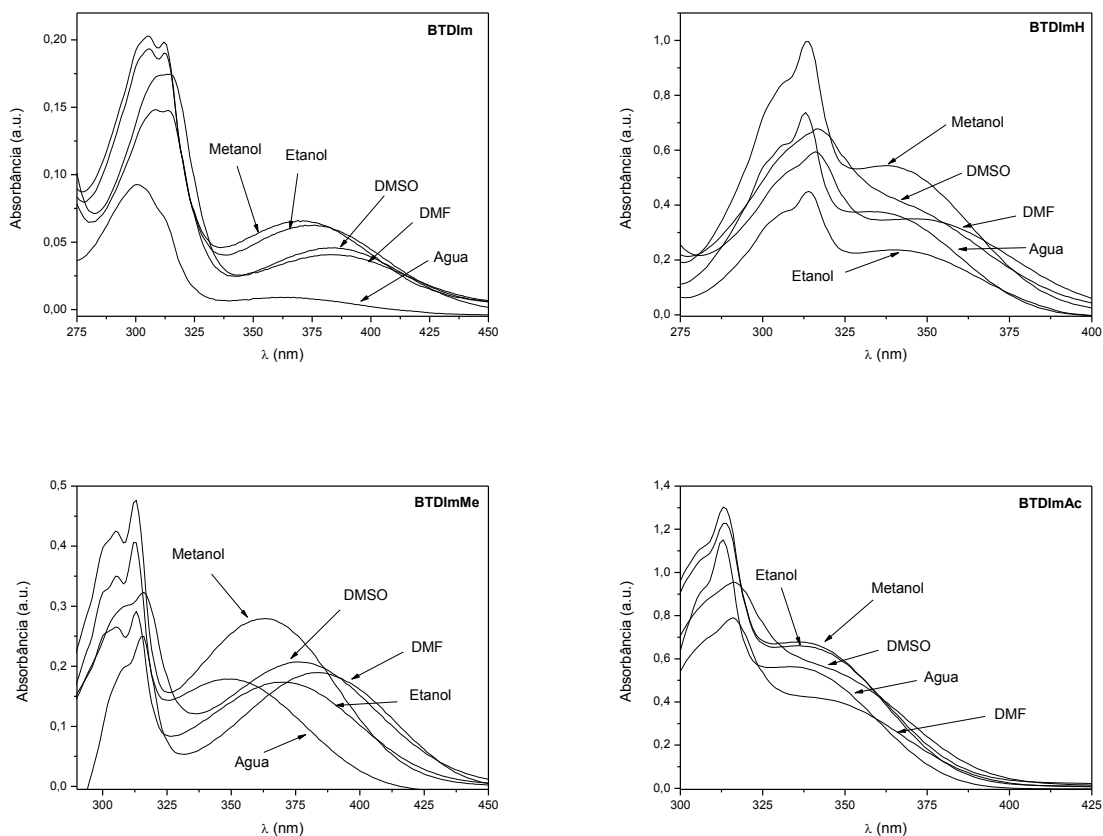 BTDIm
Absorbância (a.u.)
0,20
0,15
0,10
0,05
0,00
Metanol
Etanol
DMSO
DMF
Agua
275 300 325 350 375 400 425 450
λ (nm)
BTDImH
Absorbância (a.u.)
1,0
0,8
0,6
0,4
0,2
0,0
Metanol
DMSO
DMF
Agua
Etanol
275 300 325 350 375 400
λ (nm)
BTDImMe
Absorbância (a.u.)
0,5
0,4
0,3
0,2
0,1
0,0
Metanol
DMSO
DMF
Etanol
Agua
300 325 350 375 400 425 450
λ (nm)
BTDImAc
Absorbância (a.u.)
1,4
1,2
1,0
0,8
0,6
0,4
0,2
0,0
Etanol
Metanol
DMSO
Agua
DMF
300 325 350 375 400 425
λ (nm)